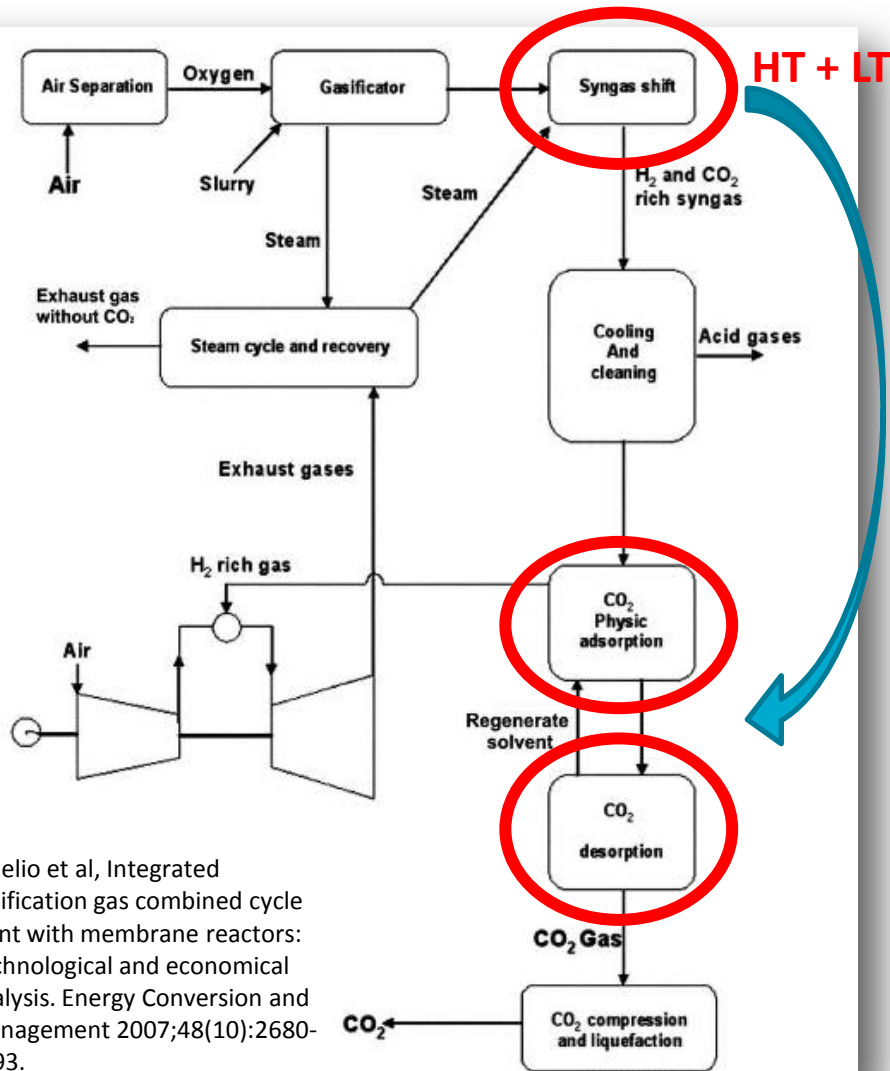 HT + LT
Air Separation
Oxygen
Gasificator
Syngas shift
Air
Slurry
Steam
H₂ and CO₂
rich syngas
Steam
Exhaust gas
without CO₂
Steam cycle and recovery
Cooling
And
cleaning
Acid gases
Exhaust gases
H₂ rich gas
CO₂
Physic
adsorption
Air
Regenerate
solvent
CO₂
desorption
elio et al, Integrated
ification gas combined cycle
nt with membrane reactors:
chnological and economical
alysis. Energy Conversion and
nagement 2007;48(10):2680-
93.
CO₂ Gas
CO₂
CO₂ compression
and liquefaction